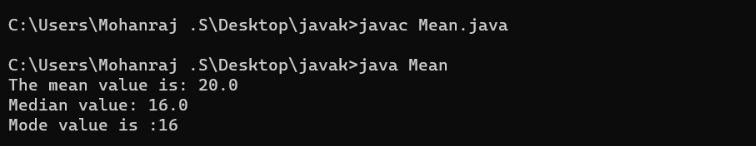 C:\Users\Mohanraj .S\Desktop\javak>javac Mean.java
C:\Users\Mohanraj .S\Desktop\javak>java Mean
The mean value is: 20.0
Median value: 16.0
Mode value is :16